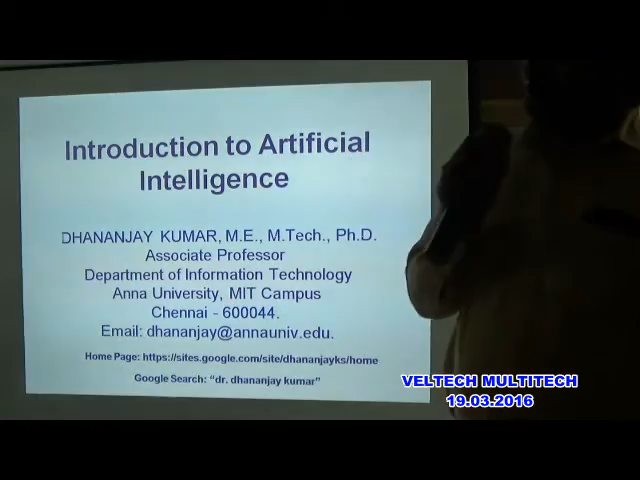 Introduction to Artificial
Intelligence
DHANANJAY KUMAR, M.E., M.Tech., Ph.D.
Associate Professor
Department of Information Technology
Anna University, MIT Campus
Chennai - 600044.
Email: dhananjay@annauniv.edu.
Home Page: https://sites.google.com/site/dhananjayks/home
Google Search: “dr. dhananjay kumar”
VELTECH MULTITECH
19.03.2016